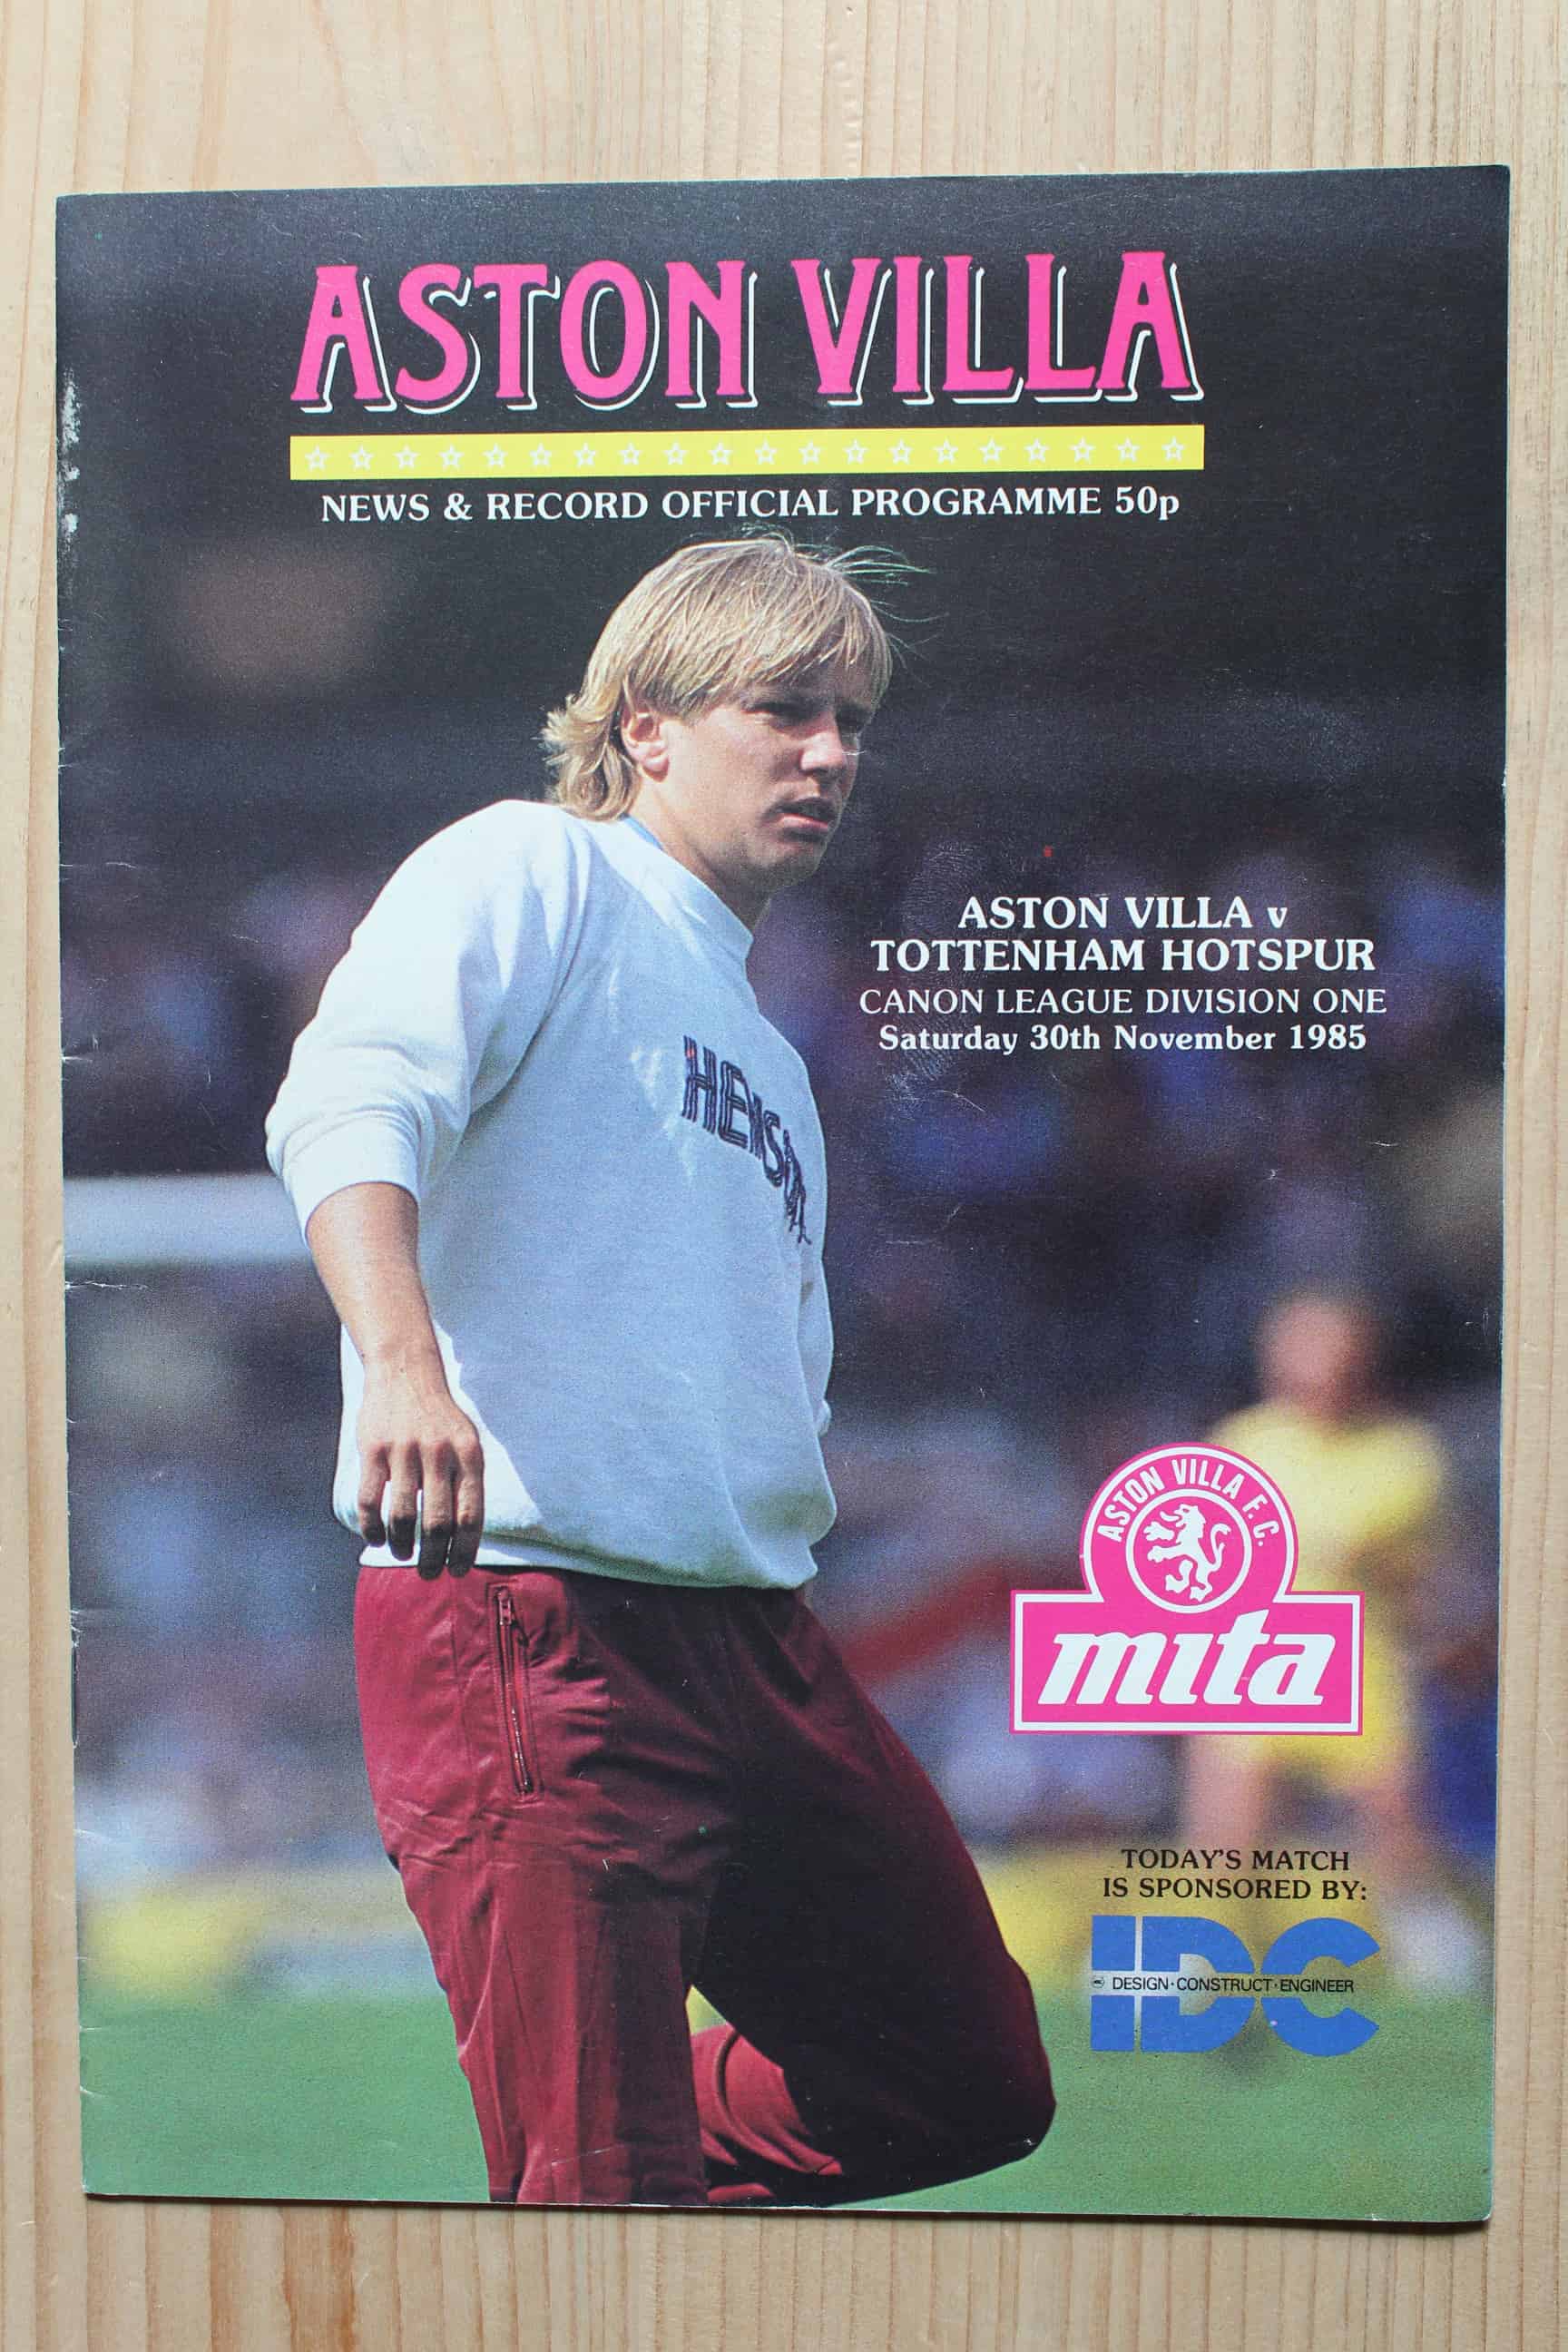 ASTON VILLA
NEWS & RECORD OFFICIAL PROGRAMME 50p
ASTON VILLA v
TOTTENHAM HOTSPUR
CANON LEAGUE DIVISION ONE
Saturday 30th November 1985
HENSON
ASTON VILLA F.C.
mita
TODAY'S MATCH
IS SPONSORED BY:
IDC
DESIGN·CONSTRUCT·ENGINEER